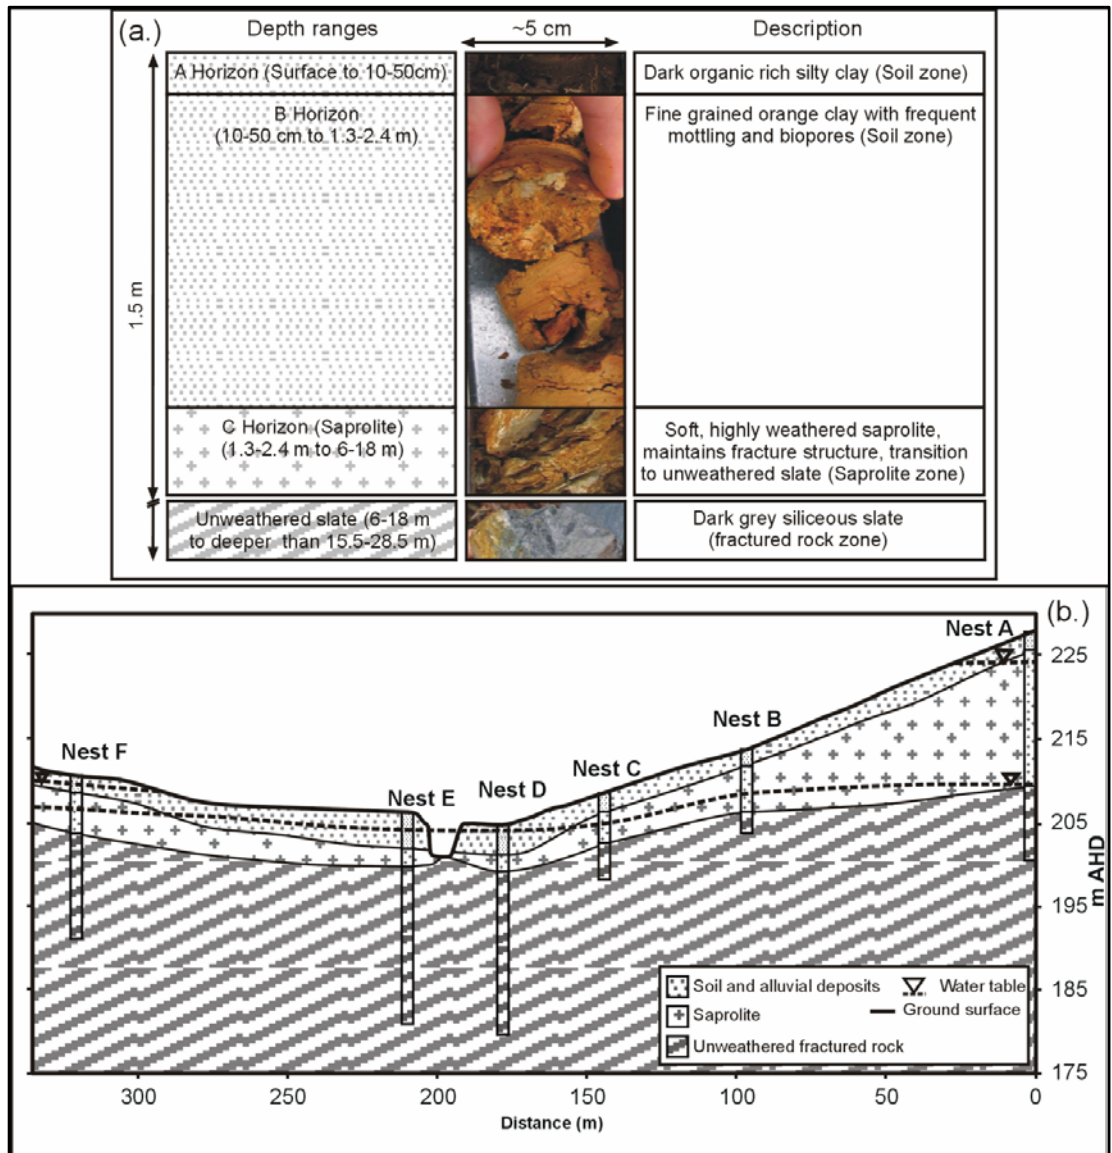 (a.)
Depth ranges
~5 cm
Description
A Horizon (Surface to 10-50cm)
Dark organic rich silty clay (Soil zone)
B Horizon
(10-50 cm to 1.3-2.4 m)
Fine grained orange clay with frequent
mottling and biopores (Soil zone)
1.5 m
C Horizon (Saprolite)
(1.3-2.4 m to 6-18 m)
Soft, highly weathered saprolite,
maintains fracture structure, transition
to unweathered slate (Saprolite zone)
Unweathered slate (6-18 m
to deeper than 15.5-28.5 m)
Dark grey siliceous slate
(fractured rock zone)
(b.)
Nest A
Nest B
Nest C
Nest D
Nest E
Nest F
225
215
205
195
185
175
m AHD
Soil and alluvial deposits
Water table
Saprolite
Ground surface
Unweathered fractured rock
300
250
200
150
100
50
0
Distance (m)